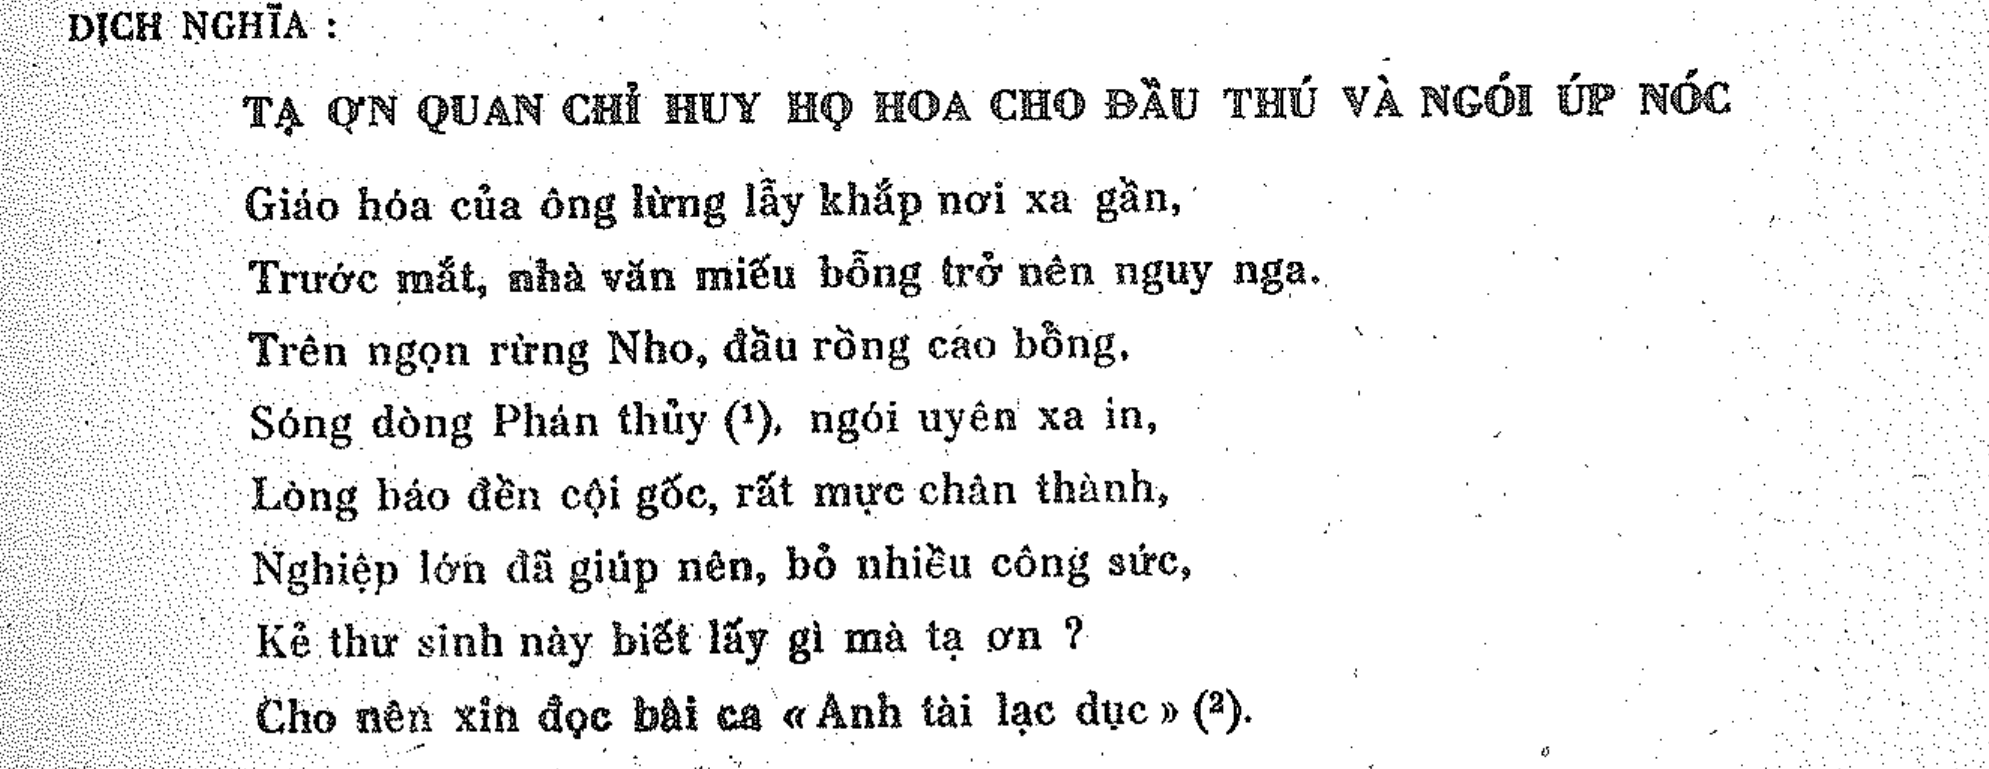 DỊCH NGHĨA :
TẠ ƠN QUAN CHỈ HUY HỌ HOA CHO ĐẦU THÚ VÀ NGÓI ÚP NÓC
Giáo hóa của ông lừng lẫy khắp nơi xa gần,
Trước mắt, nhà văn miếu bỗng trở nên nguy nga.
Trên ngọn rừng Nho, đầu rồng cáo bổng,
Sóng dòng Phán thủy (¹), ngói uyên xa in,
Lòng báo đền cội gốc, rất mực chân thành,
Nghiệp lớn đã giúp nên, bỏ nhiều công sức,
Kẻ thư sinh này biết lấy gì mà tạ ơn ?
Cho nên xin đọc bài ca « Anh tài lạc dục » (²).